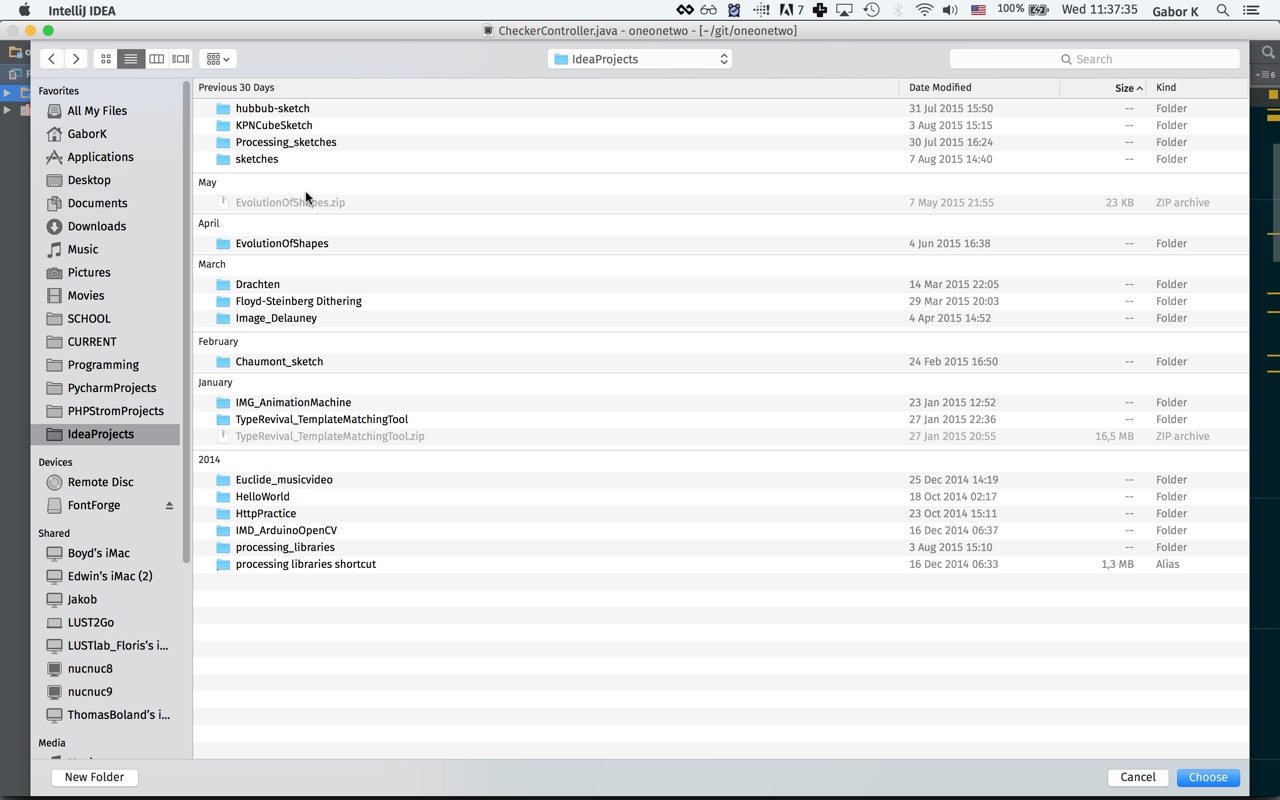 IntelliJ IDEA 7 100% Wed 11:37:35 Gabor K
CheckerController.java - oneonetwo - [~/git/oneonetwo]
IdeaProjects Search
Favorites
All My Files
GaborK
Applications
Desktop
Documents
Downloads
Music
Pictures
Movies
SCHOOL
CURRENT
Programming
PycharmProjects
PHPStromProjects
IdeaProjects
Devices
Remote Disc
FontForge
Shared
Boyd's iMac
Edwin's iMac (2)
Jakob
LUST2Go
LUSTlab_Floris's i...
nucnuc8
nucnuc9
ThomasBoland's i...
Media
Previous 30 Days Date Modified Size Kind
hubbub-sketch 31 Jul 2015 15:50 -- Folder
KPNCubeSketch 3 Aug 2015 15:15 -- Folder
Processing_sketches 30 Jul 2015 16:24 -- Folder
sketches 7 Aug 2015 14:40 -- Folder
May
EvolutionOfShapes.zip 7 May 2015 21:55 23 KB ZIP archive
April
EvolutionOfShapes 4 Jun 2015 16:38 -- Folder
March
Drachten 14 Mar 2015 22:05 -- Folder
Floyd-Steinberg Dithering 29 Mar 2015 20:03 -- Folder
Image_Delauney 4 Apr 2015 14:52 -- Folder
February
Chaumont_sketch 24 Feb 2015 16:50 -- Folder
January
IMG_AnimationMachine 23 Jan 2015 12:52 -- Folder
TypeRevival_TemplateMatchingTool 27 Jan 2015 22:36 -- Folder
TypeRevival_TemplateMatchingTool.zip 27 Jan 2015 20:55 16,5 MB ZIP archive
2014
Euclide_musicvideo 25 Dec 2014 14:19 -- Folder
HelloWorld 18 Oct 2014 02:17 -- Folder
HttpPractice 23 Oct 2014 15:11 -- Folder
IMD_ArduinoOpenCV 16 Dec 2014 06:37 -- Folder
processing_libraries 3 Aug 2015 15:10 -- Folder
processing libraries shortcut 16 Dec 2014 06:33 1,3 MB Alias
New Folder Cancel Choose